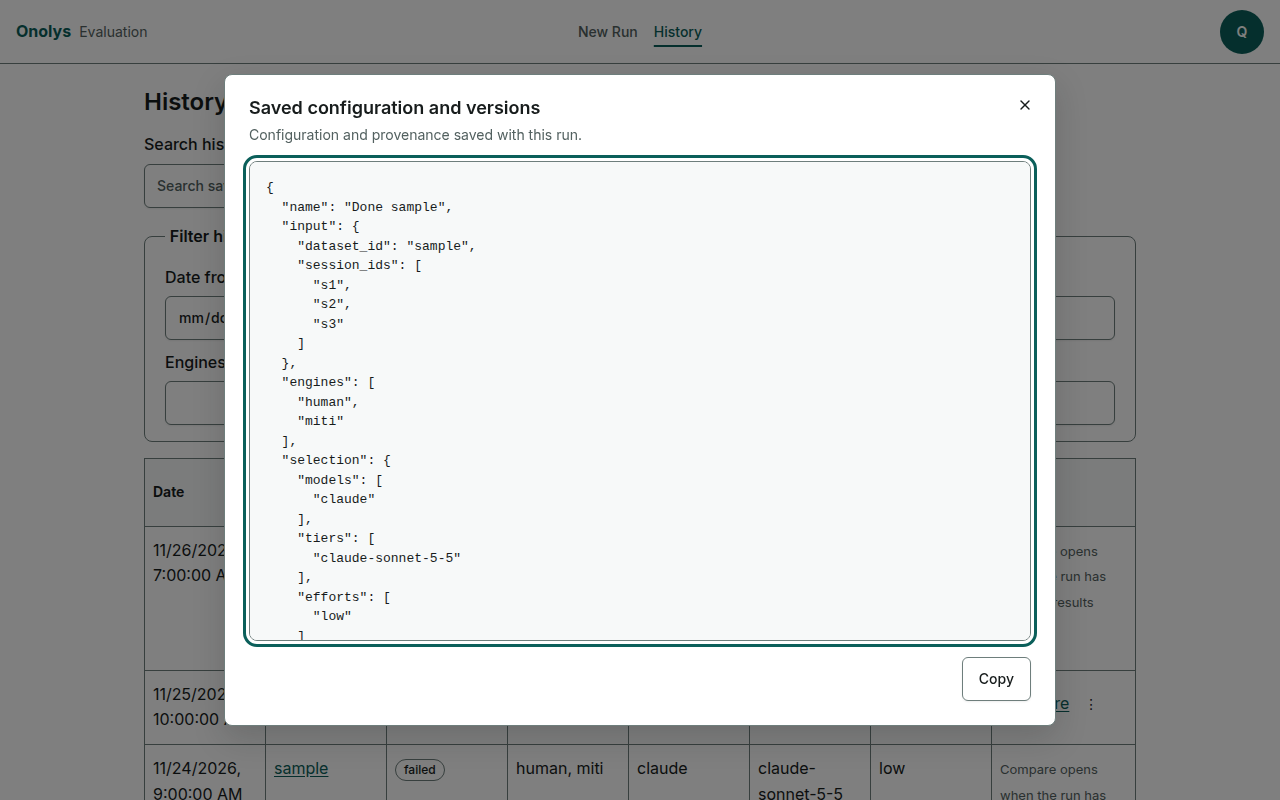 Onolys Evaluation
New Run History
Q
Saved configuration and versions
Configuration and provenance saved with this run.
{
  "name": "Done sample",
  "input": {
    "dataset_id": "sample",
    "session_ids": [
      "s1",
      "s2",
      "s3"
    ]
  },
  "engines": [
    "human",
    "miti"
  ],
  "selection": {
    "models": [
      "claude"
    ],
    "tiers": [
      "claude-sonnet-5-5"
    ],
    "efforts": [
      "low"
    ]
Copy
History
Search his
Search sa
Filter h
Date fro
mm/dd
Engines
Date
11/26/202
7:00:00 A
opens
run has
results
11/25/202
10:00:00
re
11/24/2026,
9:00:00 AM
sample
failed
human, miti
claude
claude-
sonnet-5-5
low
Compare opens
when the run has